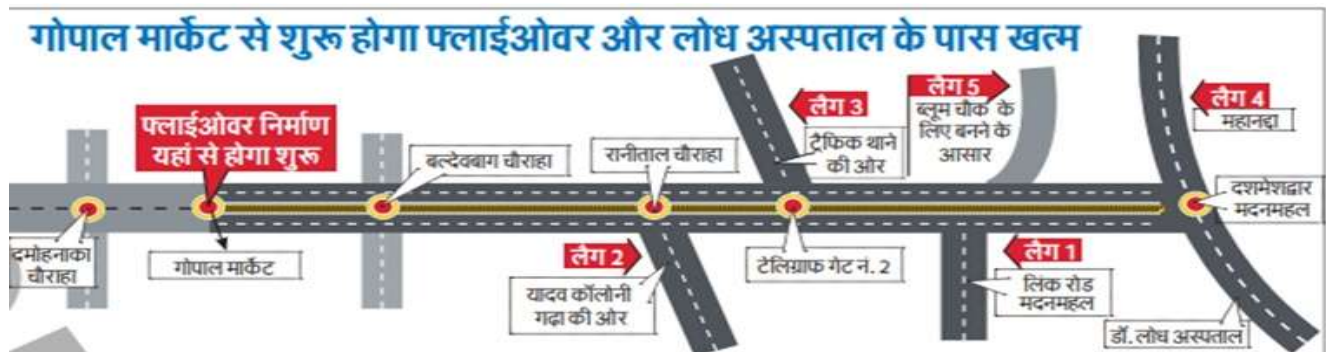 गोपाल मार्केट से शुरू होगा फ्लाईओवर और लोध अस्पताल के पास खत्म
फ्लाईओवर निर्माण
यहां से होगा शुरू
लैग 3
ट्रैफिक थाने
की ओर
लैग 5
ब्लूम चौक के
लिए बनने के
आसार
लैग 4
महानद्दा
बल्देवबाग चौराहा
रानीताल चौराहा
दशमेशद्वार
मदनमहल
दमोहनाका
चौराहा
गोपाल मार्केट
लैग 2
यादव कॉलोनी
गढ़ा की ओर
टेलिग्राफ गेट नं. 2
लैग 1
लिंक रोड
मदनमहल
डॉ. लोध अस्पताल